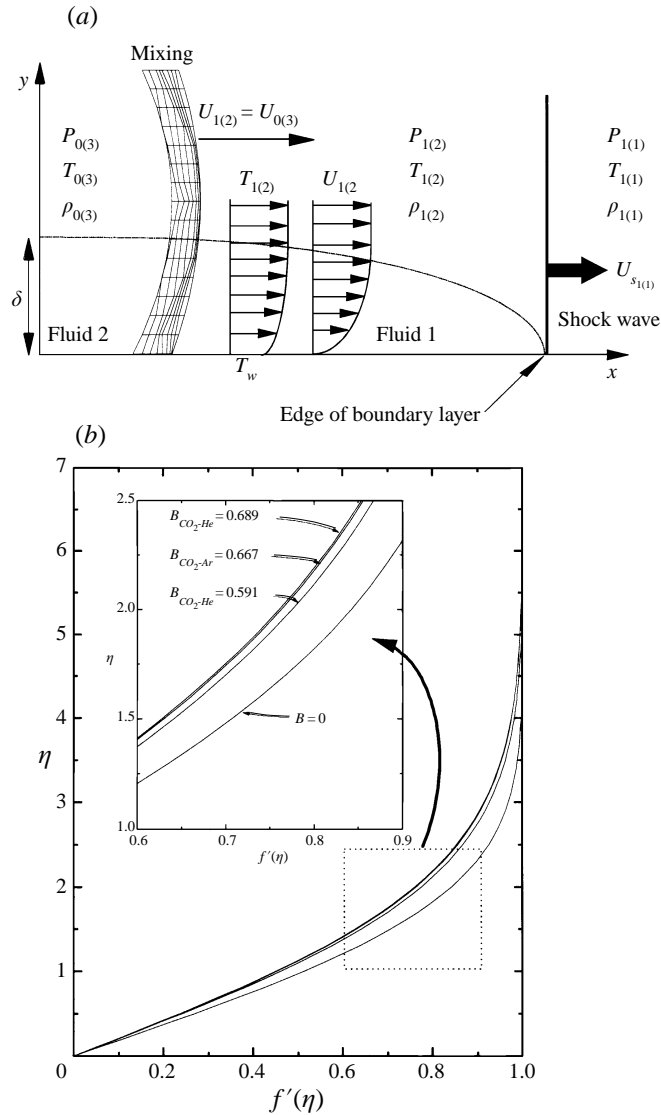 (a)
Mixing
y
U1(2) = U0(3)
P0(3)
T0(3)
ρ0(3)
T1(2)
U1(2
P1(2)
T1(2)
ρ1(2)
P1(1)
T1(1)
ρ1(1)
Us1(1)
δ
Fluid 2
Fluid 1
Shock wave
Tw
x
Edge of boundary layer
(b)
7
6
5
4
3
2
1
0
η
2.5
2.0
1.5
1.0
η
BCO2-He = 0.689
BCO2-Ar = 0.667
BCO2-He = 0.591
B = 0
0.6
0.7
0.8
0.9
f′(η)
0.2
0.4
0.6
0.8
1.0
f′(η)